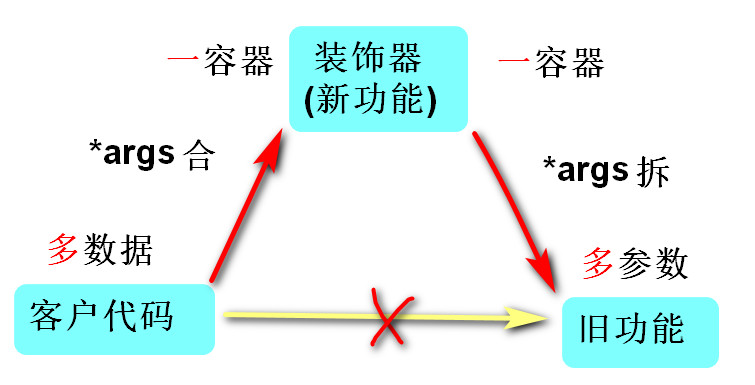 一容器
装饰器
(新功能)
一容器
*args 合
*args 拆
多数据
多参数
客户代码
旧功能